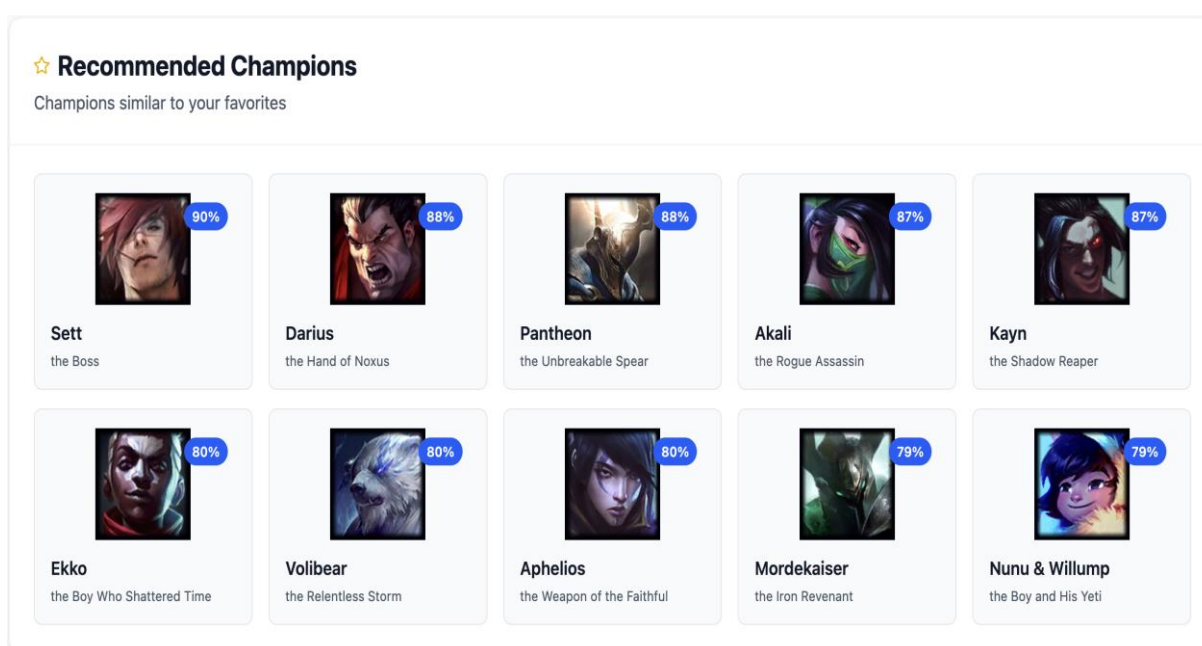 Recommended Champions
Champions similar to your favorites
90%
88%
88%
87%
87%
Sett
Darius
Pantheon
Akali
Kayn
the Boss
the Hand of Noxus
the Unbreakable Spear
the Rogue Assassin
the Shadow Reaper
80%
80%
80%
79%
79%
Ekko
Volibear
Aphelios
Mordekaiser
Nunu & Willump
the Boy Who Shattered Time
the Relentless Storm
the Weapon of the Faithful
the Iron Revenant
the Boy and His Yeti